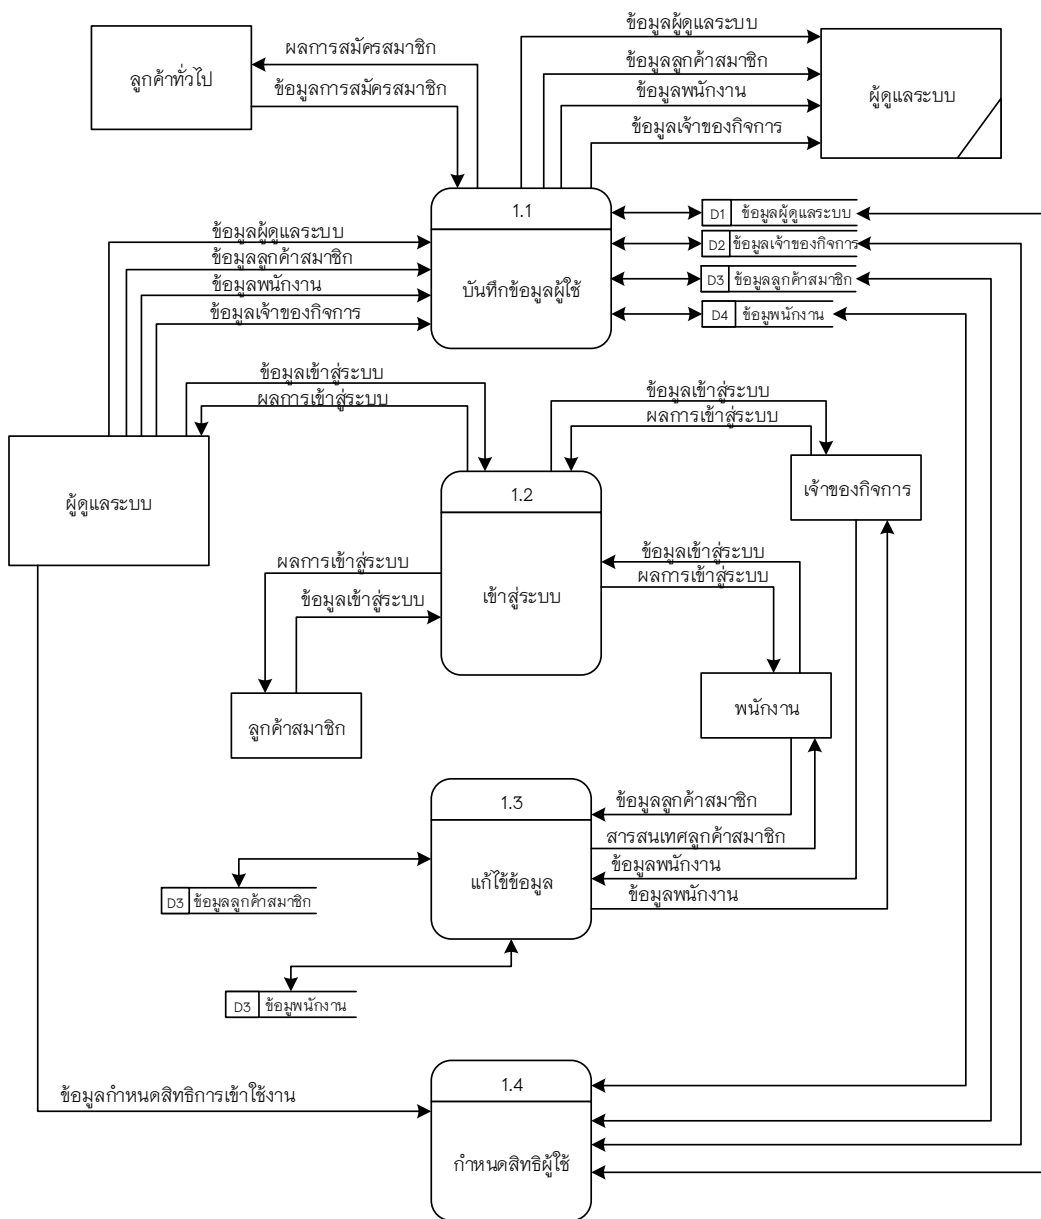 ข้อมูลผู้ดูแลระบบ
ผลการสมัครสมาชิก
ข้อมูลลูกค้าสมาชิก
ลูกค้าทั่วไป
ข้อมูลการสมัครสมาชิก
ข้อมูลพนักงาน
ผู้ดูแลระบบ
ข้อมูลเจ้าของกิจการ
1.1
D1 ข้อมูลผู้ดูแลระบบ
ข้อมูลผู้ดูแลระบบ
D2 ข้อมูลเจ้าของกิจการ
ข้อมูลลูกค้าสมาชิก
D3 ข้อมูลลูกค้าสมาชิก
ข้อมูลพนักงาน
บันทึกข้อมูลผู้ใช้
ข้อมูลเจ้าของกิจการ
D4 ข้อมูพนักงาน
ข้อมูลเข้าสู่ระบบ
ผลการเข้าสู่ระบบ
ข้อมูลเข้าสู่ระบบ
ผลการเข้าสู่ระบบ
ผู้ดูแลระบบ
1.2
เจ้าของกิจการ
ผลการเข้าสู่ระบบ
ข้อมูลเข้าสู่ระบบ
ข้อมูลเข้าสู่ระบบ
ผลการเข้าสู่ระบบ
เข้าสู่ระบบ
ลูกค้าสมาชิก
พนักงาน
1.3
ข้อมูลลูกค้าสมาชิก
สารสนเทศลูกค้าสมาชิก
ข้อมูลพนักงาน
แก้ไข้ข้อมูล
ข้อมูลพนักงาน
D3 ข้อมูลลูกค้าสมาชิก
D3 ข้อมูพนักงาน
1.4
ข้อมูลกำหนดสิทธิการเข้าใช้งาน
กำหนดสิทธิผู้ใช้